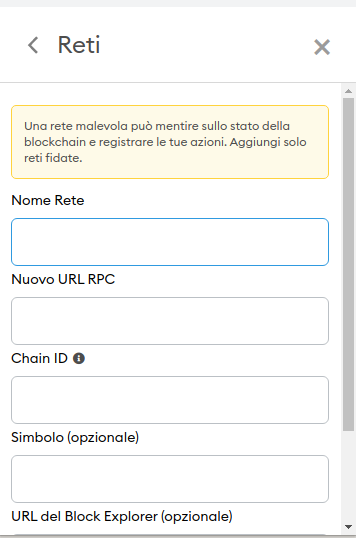 Reti
Una rete malevola può mentire sullo stato della
blockchain e registrare le tue azioni. Aggiungi solo
reti fidate.
Nome Rete
Nuovo URL RPC
Chain ID
Simbolo (opzionale)
URL del Block Explorer (opzionale)